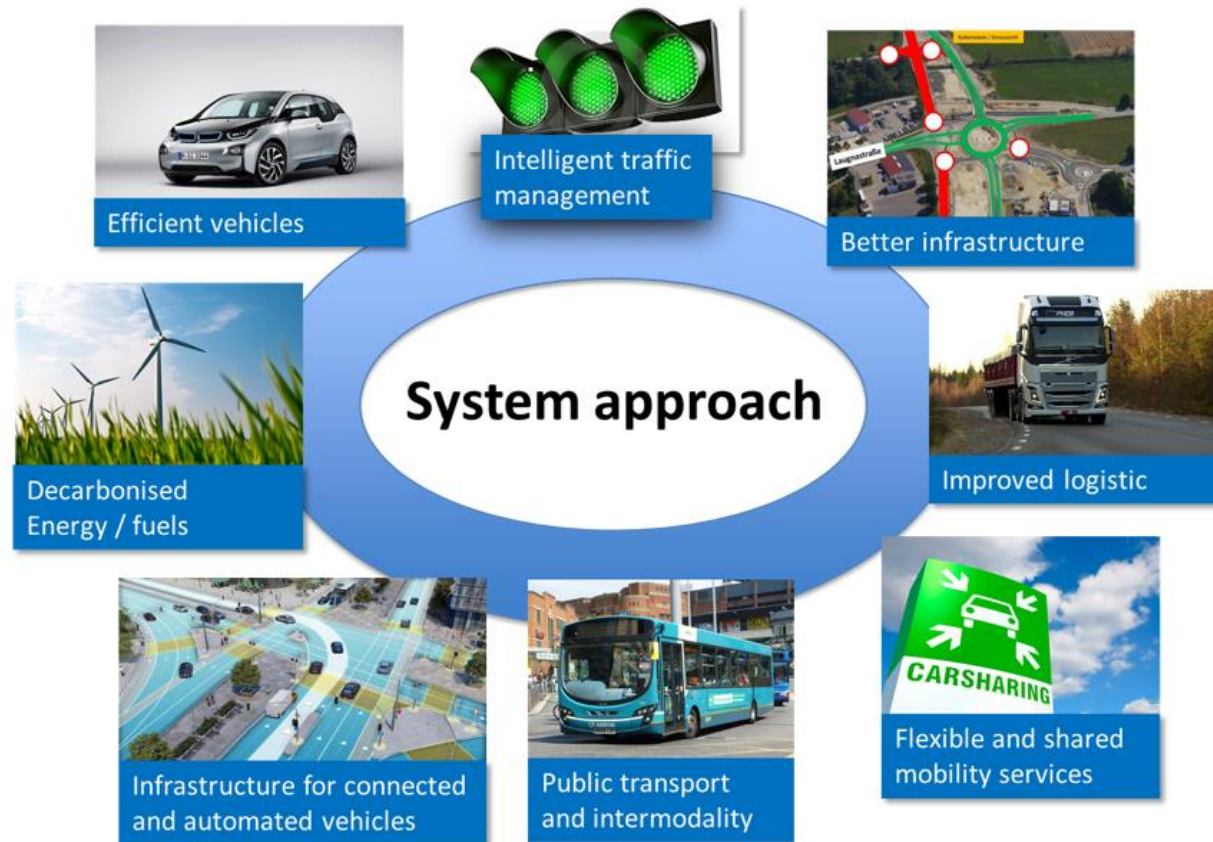 Efficient vehicles
Intelligent traffic
management
Laugnastraße
Better infrastructure
System approach
Decarbonised
Energy / fuels
Improved logistic
CARSHARING
Flexible and shared
mobility services
Infrastructure for connected
and automated vehicles
Public transport
and intermodality